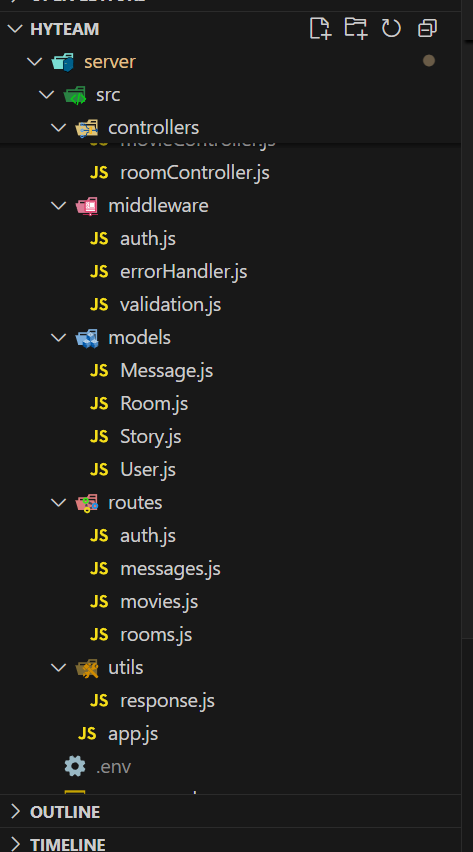 HYTEAM
server
src
controllers
movieController.js
JS roomController.js
middleware
JS auth.js
JS errorHandler.js
JS validation.js
models
JS Message.js
JS Room.js
JS Story.js
JS User.js
routes
JS auth.js
JS messages.js
JS movies.js
JS rooms.js
utils
JS response.js
JS app.js
.env
OUTLINE
TIMELINE